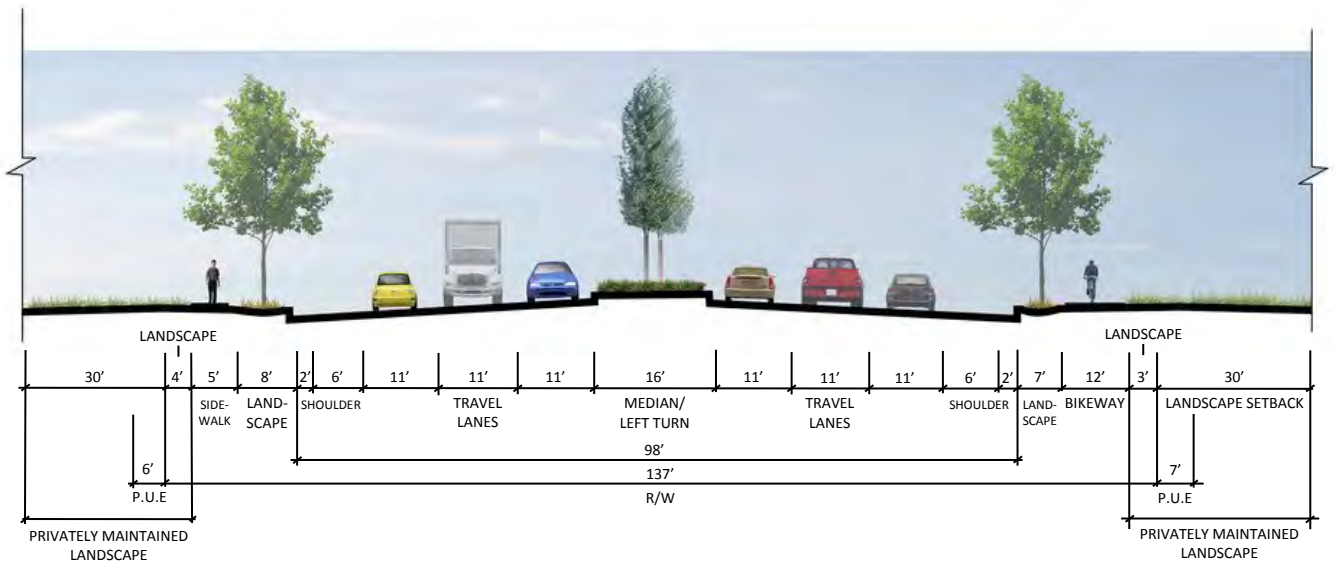 LANDSCAPE
LANDSCAPE
30’ 4’ 5’ 8’ 2’ 6’ 11’ 11’ 11’ 16’ 11’ 11’ 11’ 6’ 2’ 7’ 12’ 3’ 30’
SIDE-
WALK
LAND-
SCAPE
SHOULDER
TRAVEL
LANES
MEDIAN/
LEFT TURN
TRAVEL
LANES
SHOULDER
LAND-
SCAPE
BIKEWAY
LANDSCAPE SETBACK
98’
6’
137’
7’
P.U.E
R/W
P.U.E
PRIVATELY MAINTAINED
LANDSCAPE
PRIVATELY MAINTAINED
LANDSCAPE